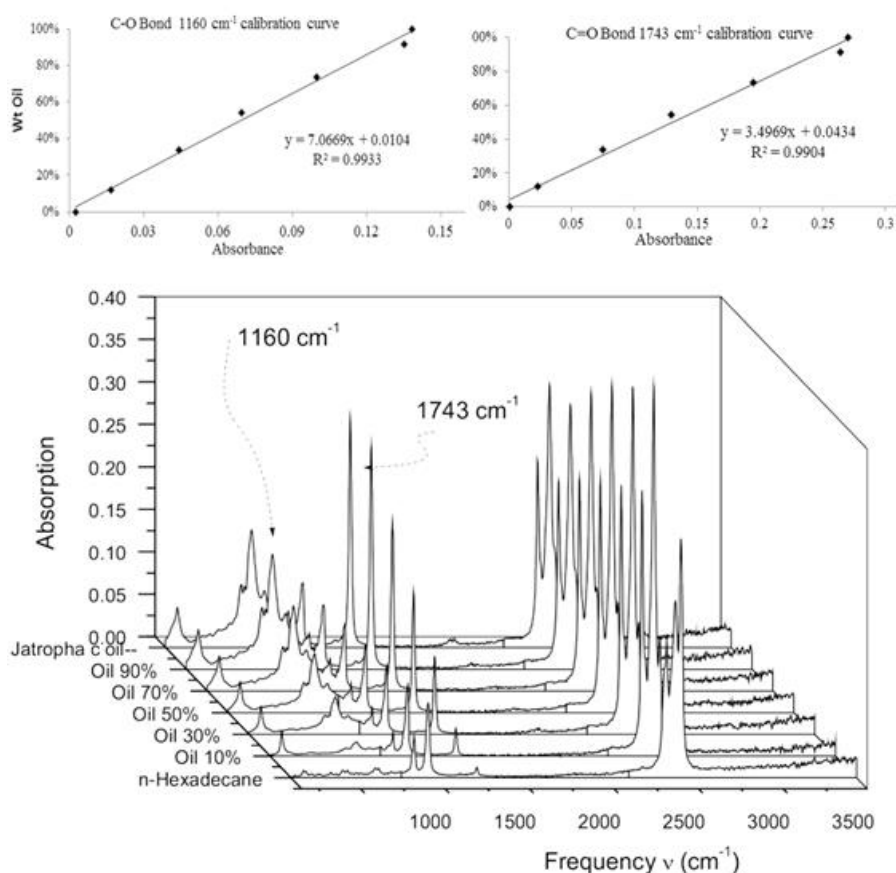 C-O Bond 1160 cm-1 calibration curve
100%
80%
60%
40%
20%
0%
Wt Oil
y = 7.0669x + 0.0104
R² = 0.9933
0
0.03
0.06
0.09
0.12
0.15
Absorbance
C=O Bond 1743 cm-1 calibration curve
00%
00%
60%
40%
20%
0%
y = 3.4969x + 0.0434
R² = 0.9904
0
0.05
0.1
0.15
0.2
0.25
0.3
Absorbance
0.40
0.35
0.30
0.25
0.20
0.15
0.10
0.05
0.00
Absorption
1160 cm-1
1743 cm-1
Jatropha c oil--
Oil 90%
Oil 70%
Oil 50%
Oil 30%
Oil 10%
n-Hexadecane
1000
1500
2000
2500
3000
3500
Frequency ν (cm-1)